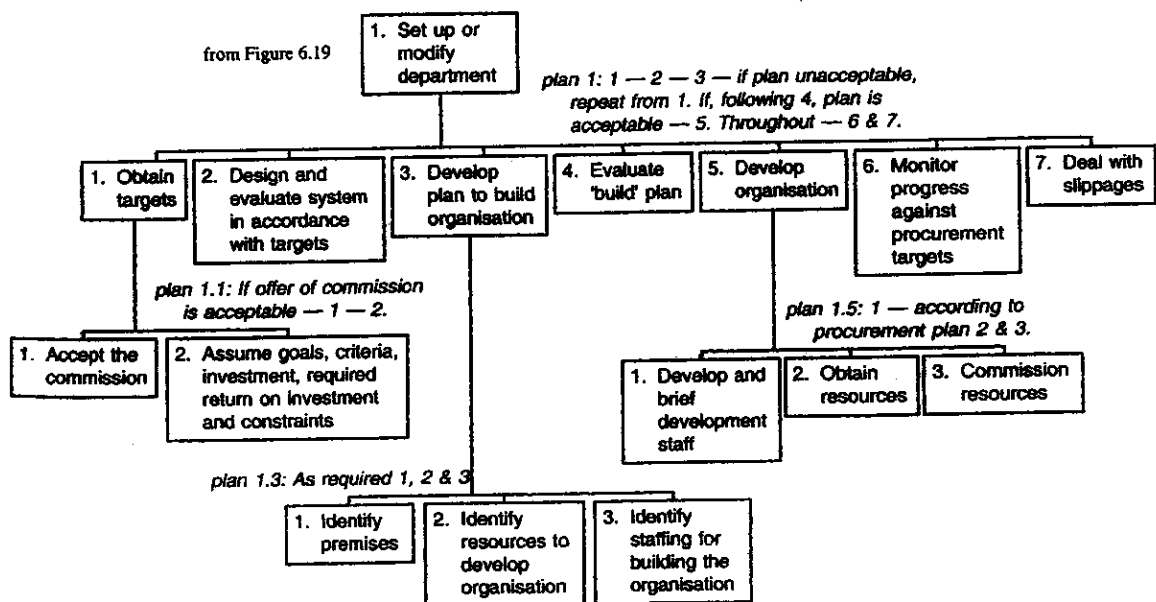 from Figure 6.19
1. Set up or
modify
department
plan 1: 1 — 2 — 3 — if plan unacceptable,
repeat from 1. If, following 4, plan is
acceptable — 5. Throughout — 6 & 7.
1. Obtain
targets
2. Design and
evaluate system
in accordance
with targets
3. Develop
plan to build
organisation
4. Evaluate
'build' plan
5. Develop
organisation
6. Monitor
progress
against
procurement
targets
7. Deal with
slippages
plan 1.1: If offer of commission
is acceptable — 1 — 2.
1. Accept the
commission
2. Assume goals, criteria,
investment, required
return on investment
and constraints
plan 1.5: 1 — according to
procurement plan 2 & 3.
1. Develop and
brief
development
staff
2. Obtain
resources
3. Commission
resources
plan 1.3: As required 1, 2 & 3
1. Identify
premises
2. Identify
resources to
develop
organisation
3. Identify
staffing for
building the
organisation